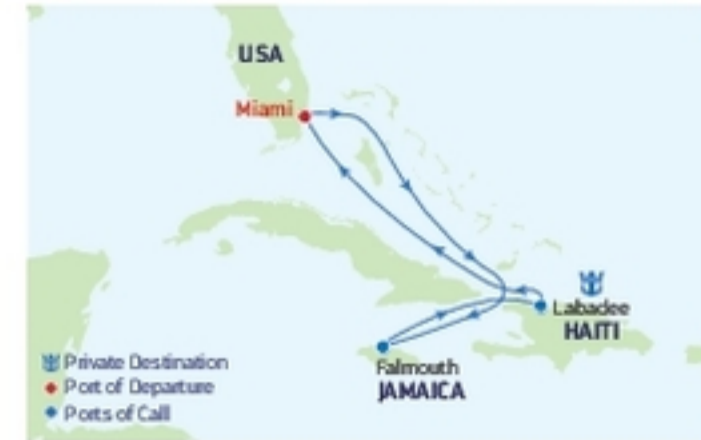 USA
Miami
Labadee
HAITI
Falmouth
JAMAICA
Private Destination
Port of Departure
Ports of Call